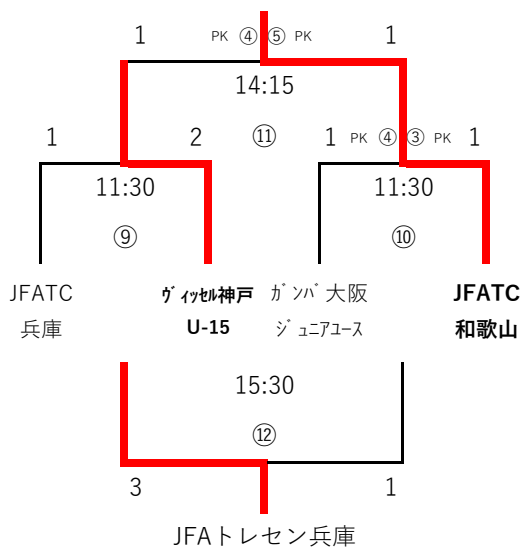 1 PK ④ ⑤ PK 1
14:15
1 2 ⑪ 1 PK ④ ③ PK 1
11:30 11:30
⑨ ⑩
JFATC ヴィッセル神戸 ガンバ大阪 JFATC
兵庫 U-15 ジュニアユース 和歌山
15:30
⑫
3 1
JFAトレセン兵庫